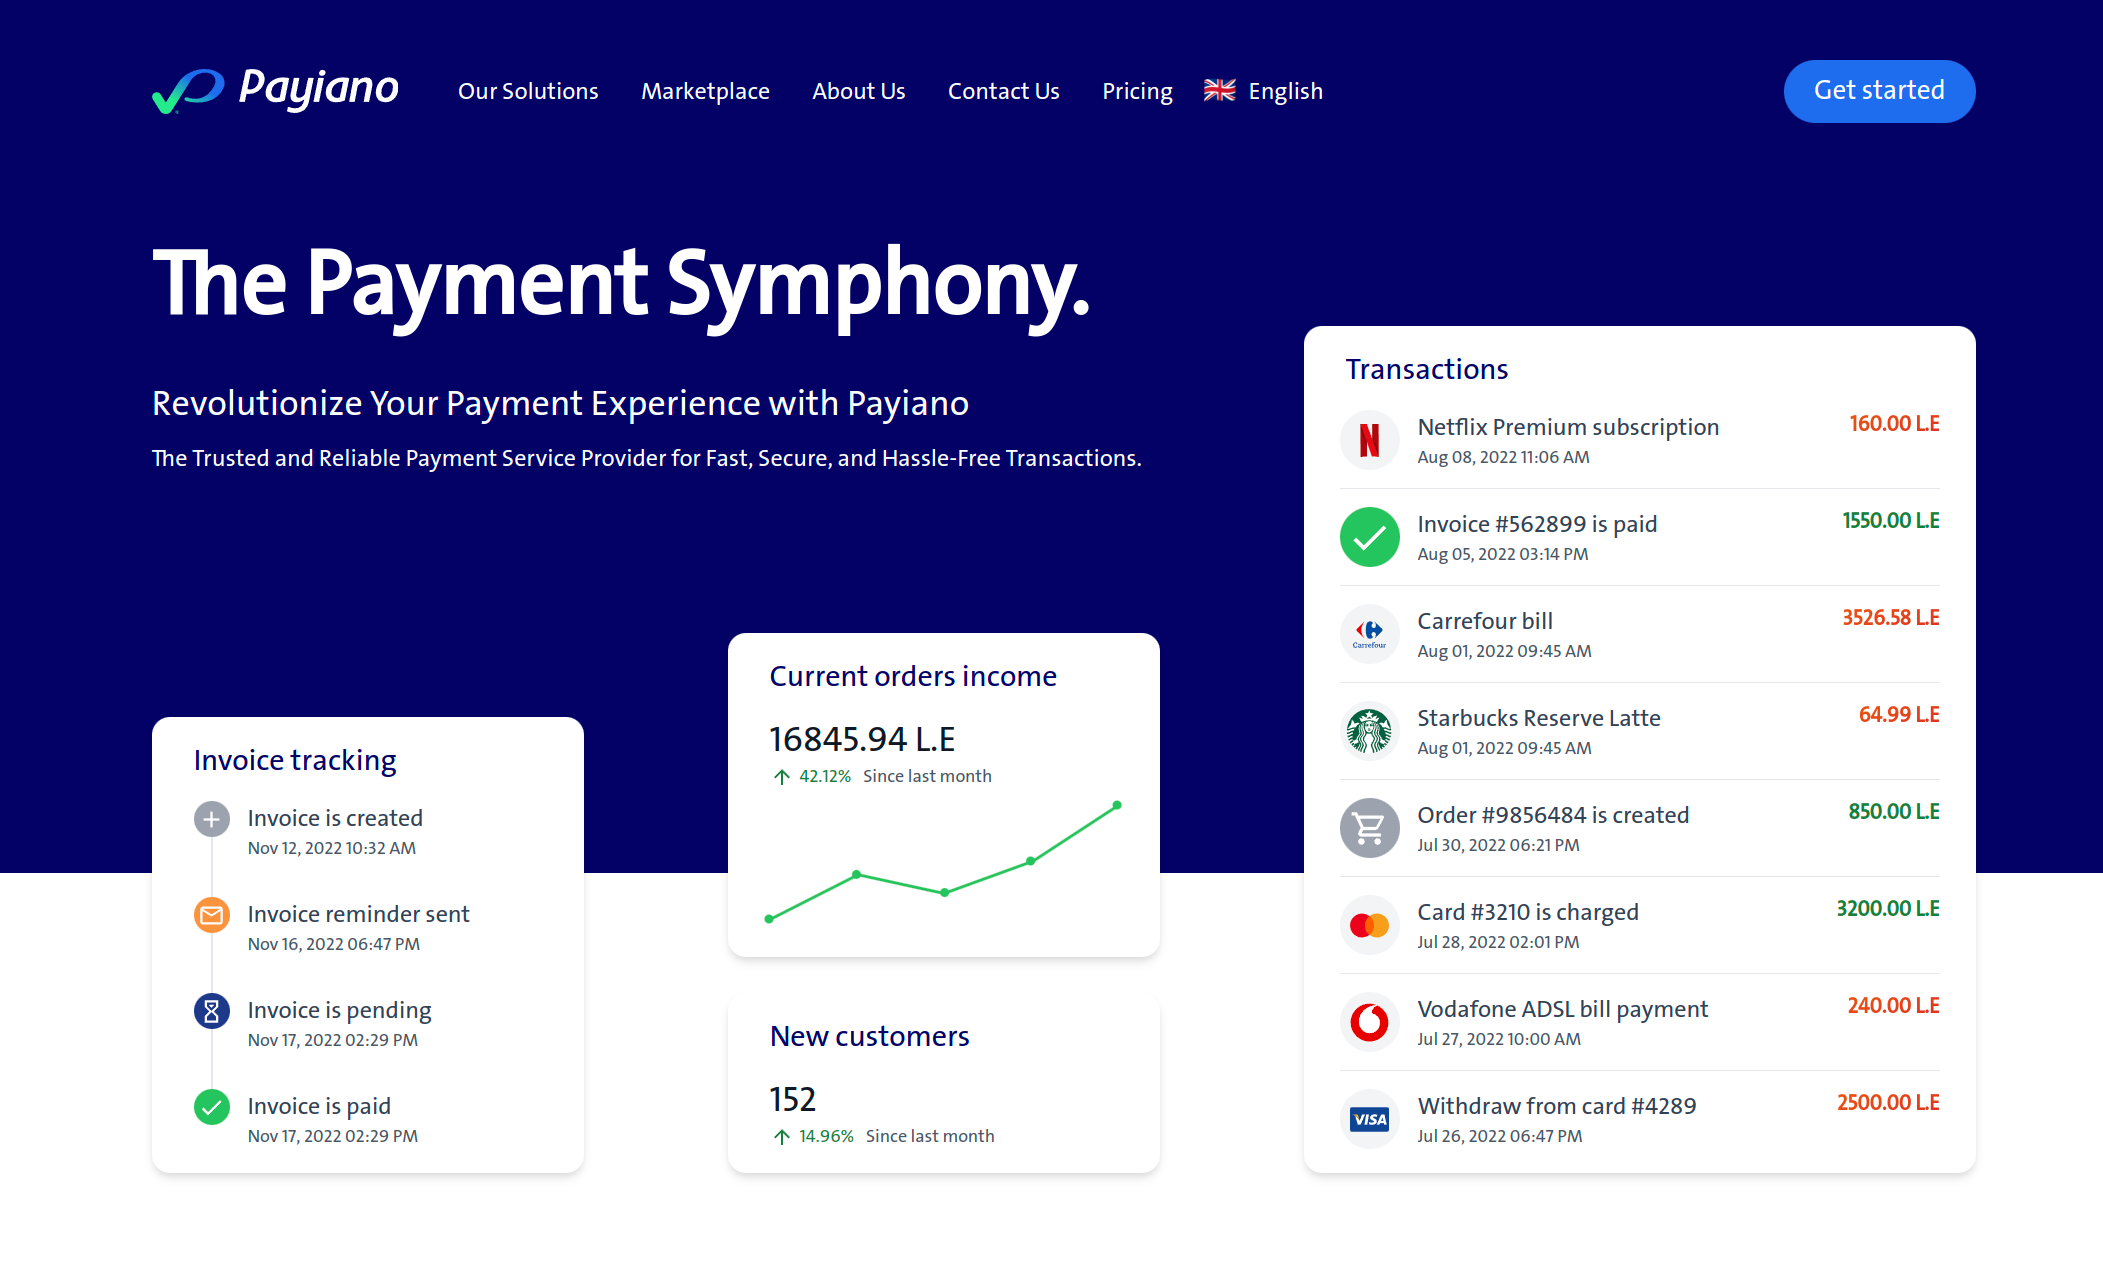 Payiano
Our Solutions
Marketplace
About Us
Contact Us
Pricing
English
Get started
The Payment Symphony.
Revolutionize Your Payment Experience with Payiano
The Trusted and Reliable Payment Service Provider for Fast, Secure, and Hassle-Free Transactions.
Invoice tracking
Invoice is created
Nov 12, 2022 10:32 AM
Invoice reminder sent
Nov 16, 2022 06:47 PM
Invoice is pending
Nov 17, 2022 02:29 PM
Invoice is paid
Nov 17, 2022 02:29 PM
Current orders income
16845.94 L.E
42.12% Since last month
New customers
152
14.96% Since last month
Transactions
Netflix Premium subscription 160.00 L.E
Aug 08, 2022 11:06 AM
Invoice #562899 is paid 1550.00 L.E
Aug 05, 2022 03:14 PM
Carrefour
Carrefour bill 3526.58 L.E
Aug 01, 2022 09:45 AM
Starbucks Reserve Latte 64.99 L.E
Aug 01, 2022 09:45 AM
Order #9856484 is created 850.00 L.E
Jul 30, 2022 06:21 PM
Card #3210 is charged 3200.00 L.E
Jul 28, 2022 02:01 PM
Vodafone ADSL bill payment 240.00 L.E
Jul 27, 2022 10:00 AM
VISA
Withdraw from card #4289 2500.00 L.E
Jul 26, 2022 06:47 PM